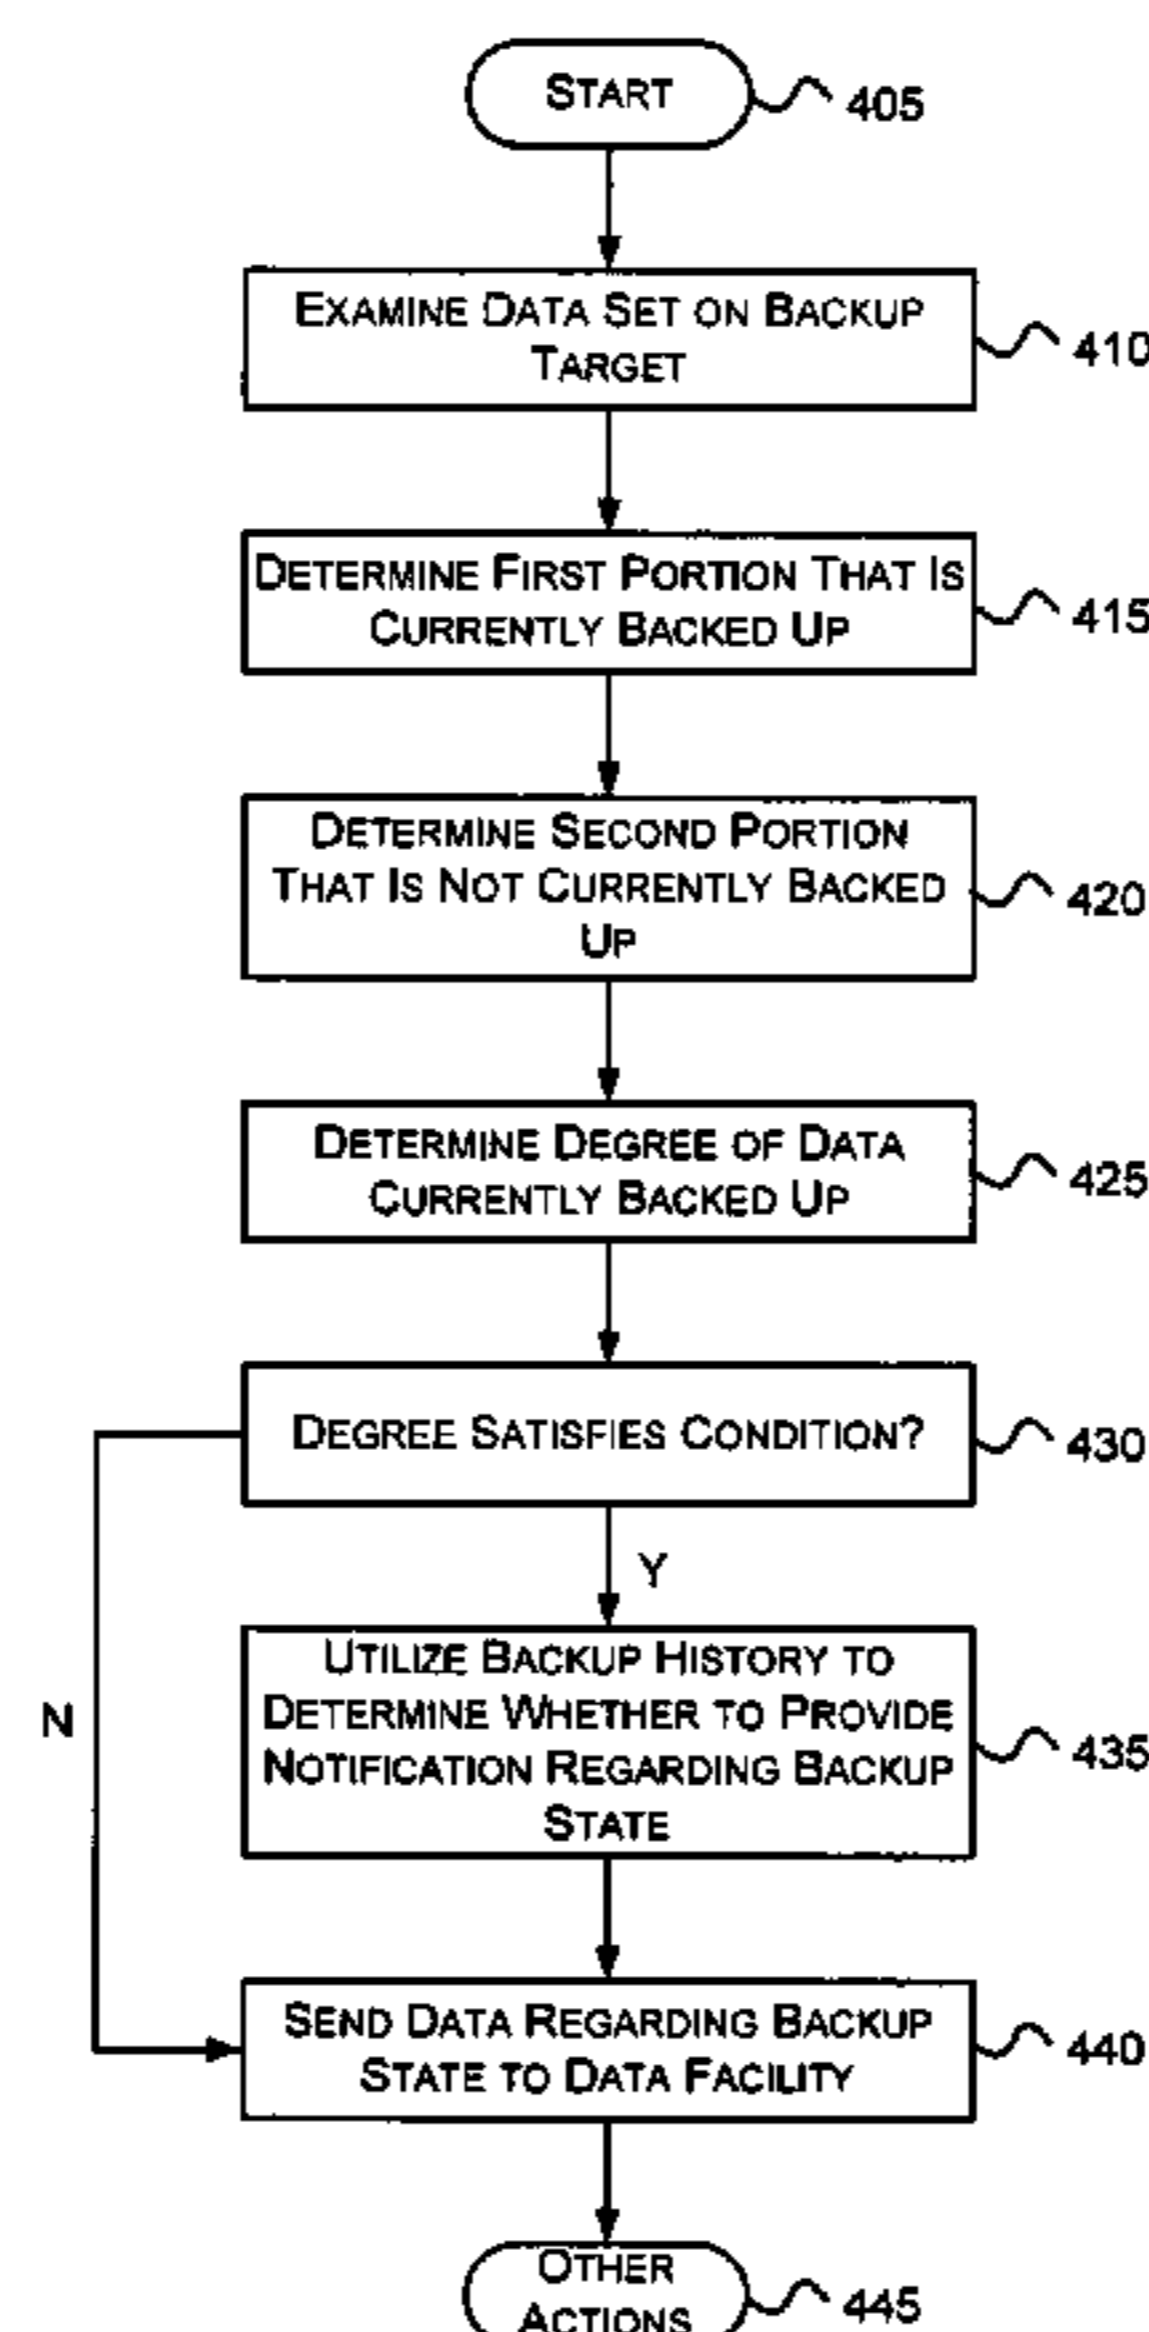 START
405
EXAMINE DATA SET ON BACKUP
TARGET
410
DETERMINE FIRST PORTION THAT IS
CURRENTLY BACKED UP
415
DETERMINE SECOND PORTION
THAT IS NOT CURRENTLY BACKED
UP
420
DETERMINE DEGREE OF DATA
CURRENTLY BACKED UP
425
DEGREE SATISFIES CONDITION?
430
Y
N
UTILIZE BACKUP HISTORY TO
DETERMINE WHETHER TO PROVIDE
NOTIFICATION REGARDING BACKUP
STATE
435
SEND DATA REGARDING BACKUP
STATE TO DATA FACILITY
440
OTHER
ACTIONS
445